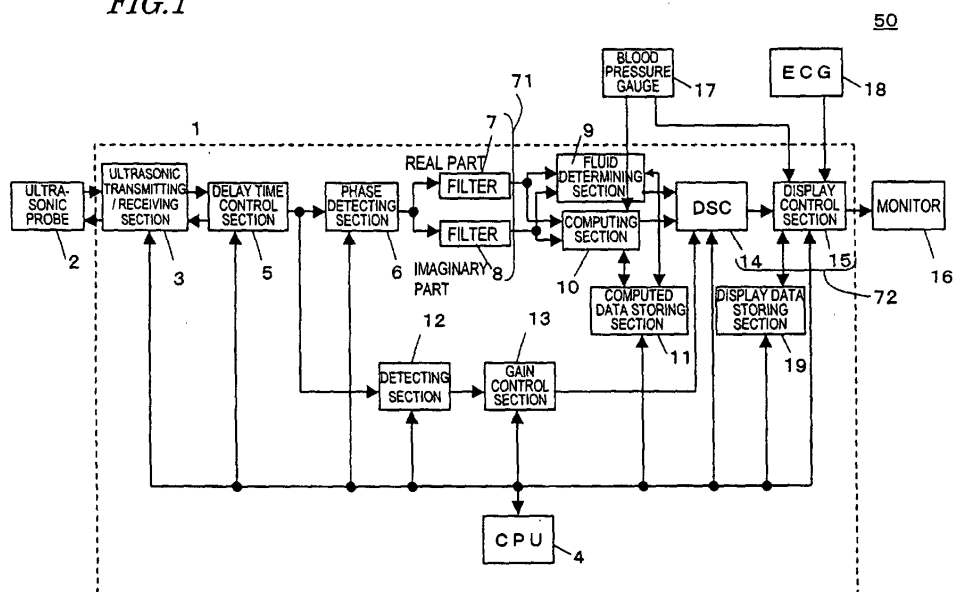 FIG.1
50
BLOOD
PRESSURE
GAUGE
17
ECG
18
71
1
7
9
REAL PART
FILTER
FLUID
DETERMINING
SECTION
ULTRA-
SONIC
PROBE
2
ULTRASONIC
TRANSMITTING
/ RECEIVING
SECTION
3
DELAY TIME
CONTROL
SECTION
5
PHASE
DETECTING
SECTION
6
FILTER
8
IMAGINARY
PART
COMPUTING
SECTION
10
DSC
14
DISPLAY
CONTROL
SECTION
15
MONITOR
16
72
COMPUTED
DATA STORING
SECTION
11
DISPLAY DATA
STORING
SECTION
19
12
DETECTING
SECTION
13
GAIN
CONTROL
SECTION
CPU
4